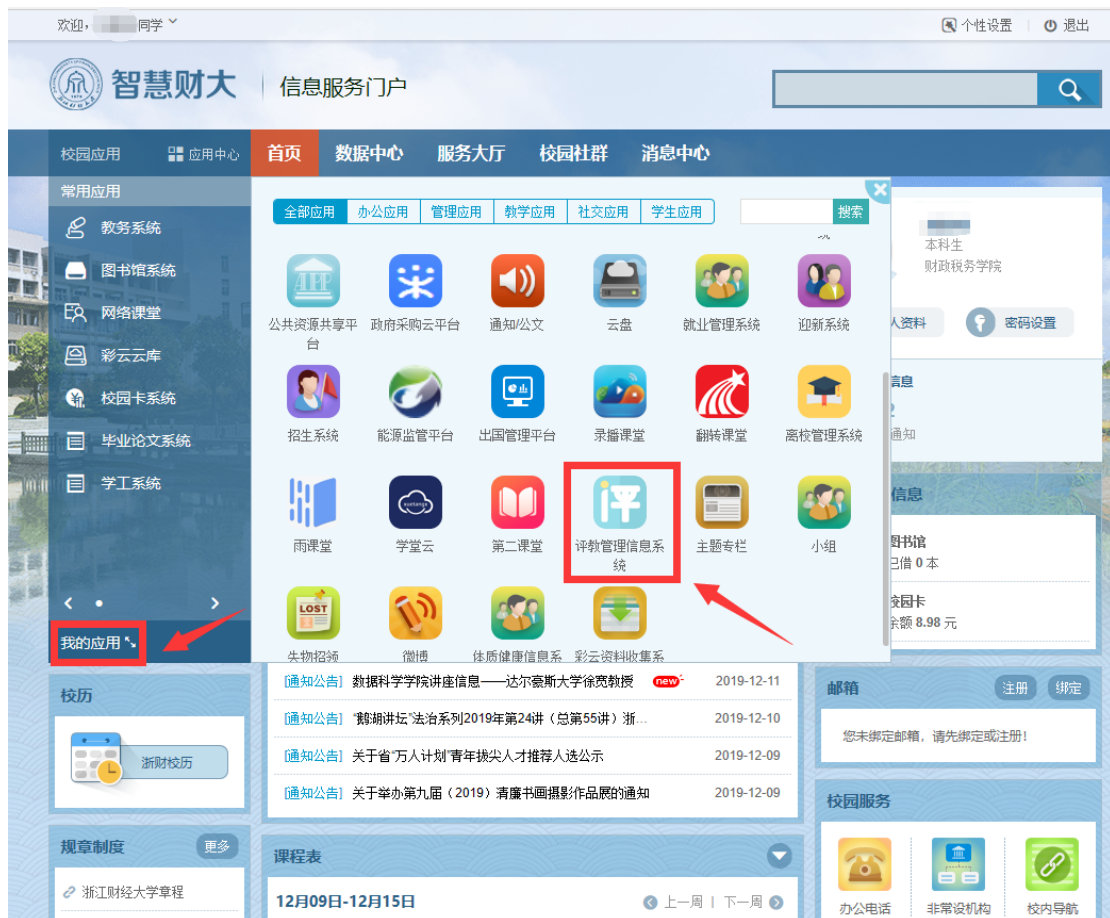 欢迎，
同学
个性设置
退出
智慧财大
信息服务门户
校园应用
应用中心
首页
数据中心
服务大厅
校园社群
消息中心
常用应用
教务系统
图书馆系统
网络课堂
彩云云库
校园卡系统
毕业论文系统
学工系统
我的应用
全部应用
办公应用
管理应用
教学应用
社交应用
学生应用
搜索
公共资源共享平
台
政府采购云平台
通知/公文
云盘
就业管理系统
迎新系统
招生系统
能源监管平台
出国管理平台
录播课堂
翻转课堂
离校管理系统
雨课堂
学堂云
第二课堂
评教管理信息系
统
主题专栏
小组
LOST
失物招领
微博
体质健康信息系
彩云资料收集系
本科生
财政税务学院
人资料
密码设置
信息
通知
信息
图书馆
已借 0 本
校园卡
余额 8.98 元
校历
浙财校历
规章制度
更多
浙江财经大学章程
[通知公告] 数据科学学院讲座信息——达尔豪斯大学徐茂教授 new 2019-12-11
[通知公告] “鹅湖讲坛”法治系列2019年第24讲（总第55讲）浙... 2019-12-10
[通知公告] 关于省“万人计划”青年拔尖人才推荐人选公示 2019-12-09
[通知公告] 关于举办第九届（2019）清廉书画摄影作品展的通知 2019-12-09
课程表
12月09日-12月15日
上一周 | 下一周
邮箱
注册
绑定
您未绑定邮箱，请先绑定或注册!
校园服务
办公电话
非常设机构
校内导航